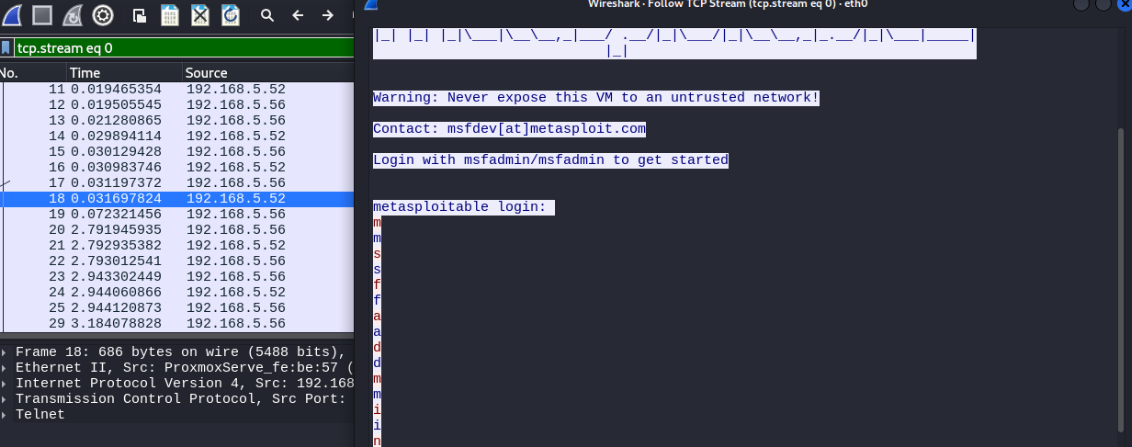 Wireshark · Follow TCP Stream (tcp.stream eq 0) · eth0
tcp.stream eq 0
No. Time Source
11 0.019465354 192.168.5.52
12 0.019505545 192.168.5.56
13 0.021280865 192.168.5.56
14 0.029894114 192.168.5.52
15 0.030129428 192.168.5.56
16 0.030983746 192.168.5.52
17 0.031197372 192.168.5.56
18 0.031697824 192.168.5.52
19 0.072321456 192.168.5.56
20 2.791945935 192.168.5.56
21 2.792935382 192.168.5.52
22 2.793012541 192.168.5.56
23 2.943302449 192.168.5.56
24 2.944060866 192.168.5.52
25 2.944120873 192.168.5.56
29 3.184078828 192.168.5.56
Frame 18: 686 bytes on wire (5488 bits),
Ethernet II, Src: ProxmoxServe_fe:be:57 (
Internet Protocol Version 4, Src: 192.168
Transmission Control Protocol, Src Port:
Telnet
|_| |_| |_|\___|\__\__,_|___/ .__/|_|\___/|_|\__\__,_|_.__/|_|\___|_____|
|_|
Warning: Never expose this VM to an untrusted network!
Contact: msfdev[at]metasploit.com
Login with msfadmin/msfadmin to get started
metasploitable login:
m
m
s
s
f
f
a
a
d
d
m
m
i
i
n